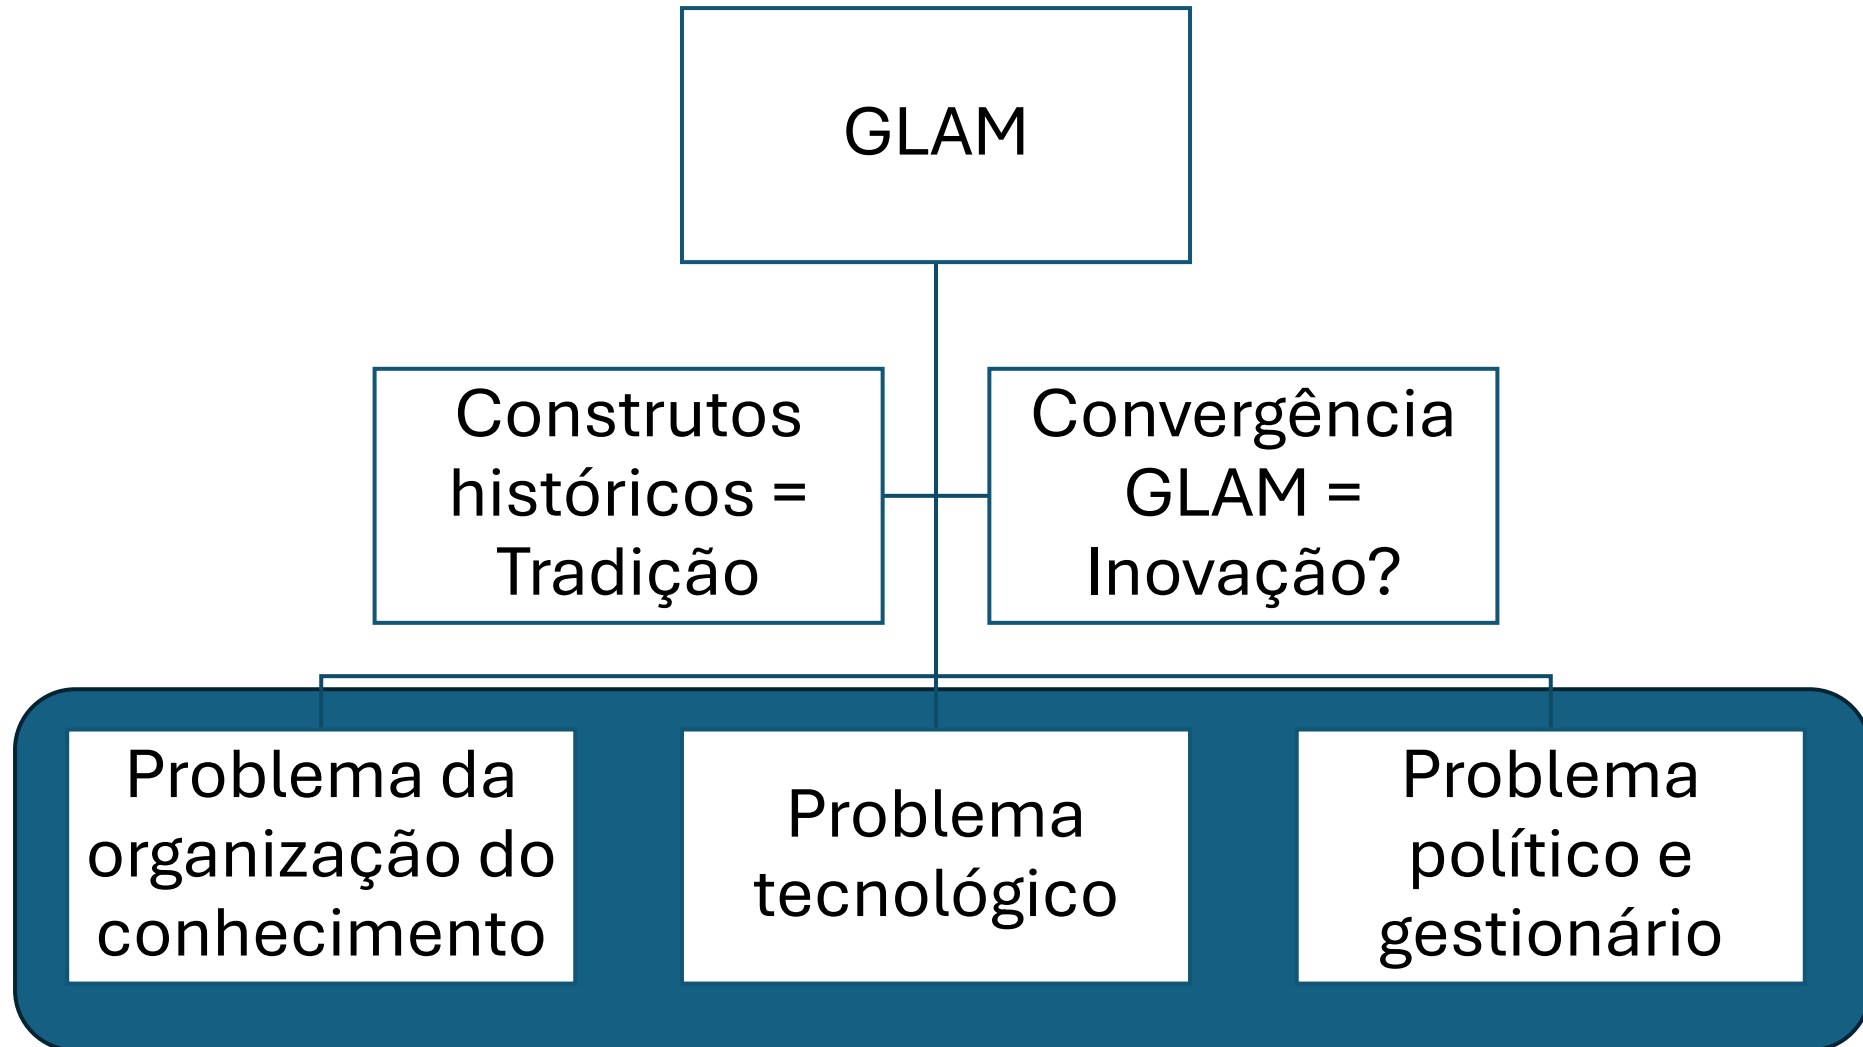 GLAM
Construtos
históricos =
Tradição
Convergência
GLAM =
Inovação?
Problema da
organização do
conhecimento
Problema
tecnológico
Problema
político e
gestionário